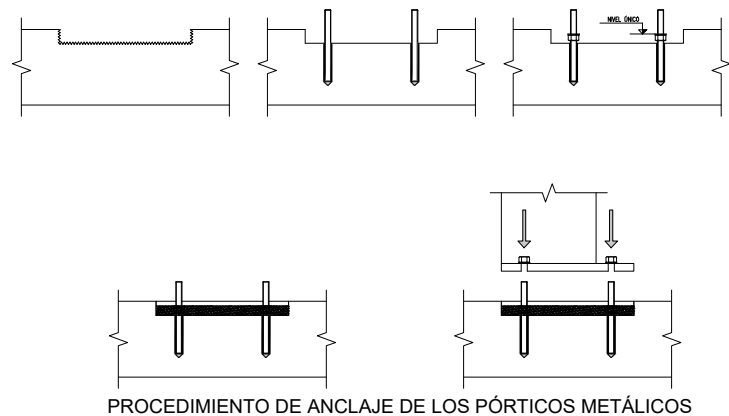 NIVEL ÚNICO
PROCEDIMIENTO DE ANCLAJE DE LOS PÓRTICOS METÁLICOS